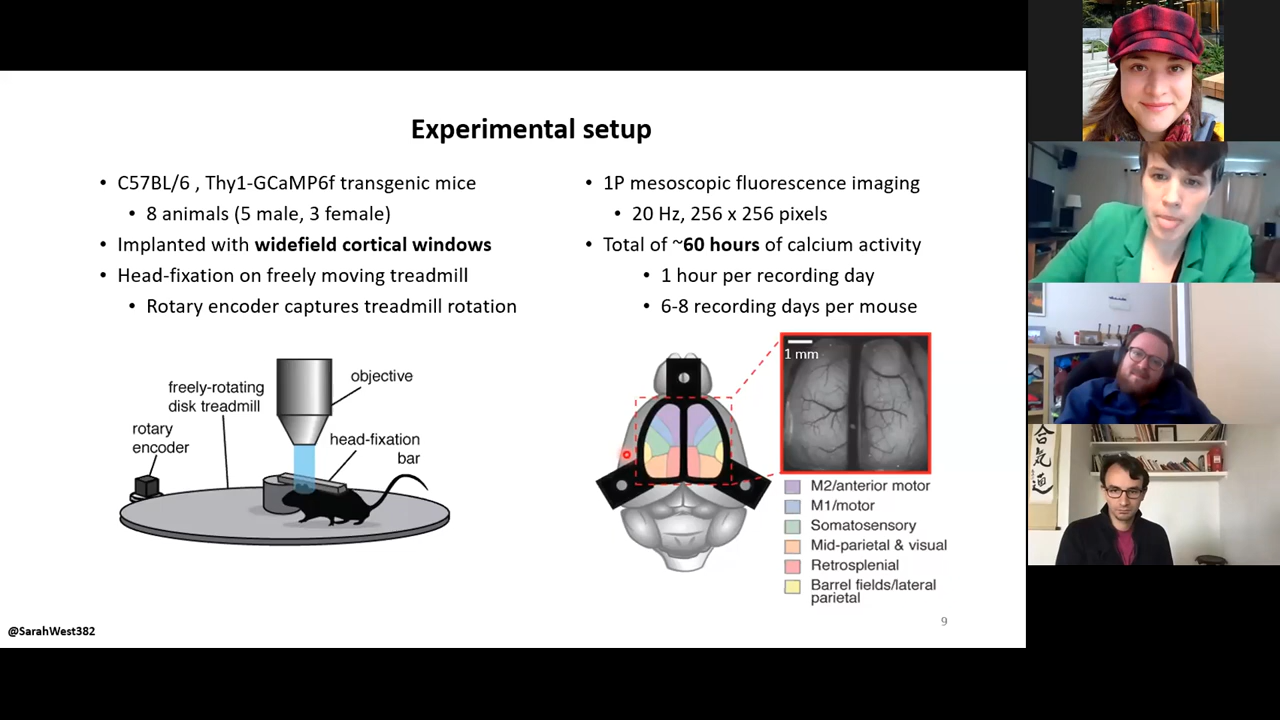 Experimental setup
• C57BL/6 , Thy1-GCaMP6f transgenic mice
• 8 animals (5 male, 3 female)
• Implanted with widefield cortical windows
• Head-fixation on freely moving treadmill
• Rotary encoder captures treadmill rotation
• 1P mesoscopic fluorescence imaging
• 20 Hz, 256 x 256 pixels
• Total of ~60 hours of calcium activity
• 1 hour per recording day
• 6-8 recording days per mouse
freely-rotating
disk treadmill
objective
rotary
encoder
head-fixation
bar
1 mm
M2/anterior motor
M1/motor
Somatosensory
Mid-parietal & visual
Retrosplenial
Barrel fields/lateral
parietal
9
@SarahWest382
合
氣
道